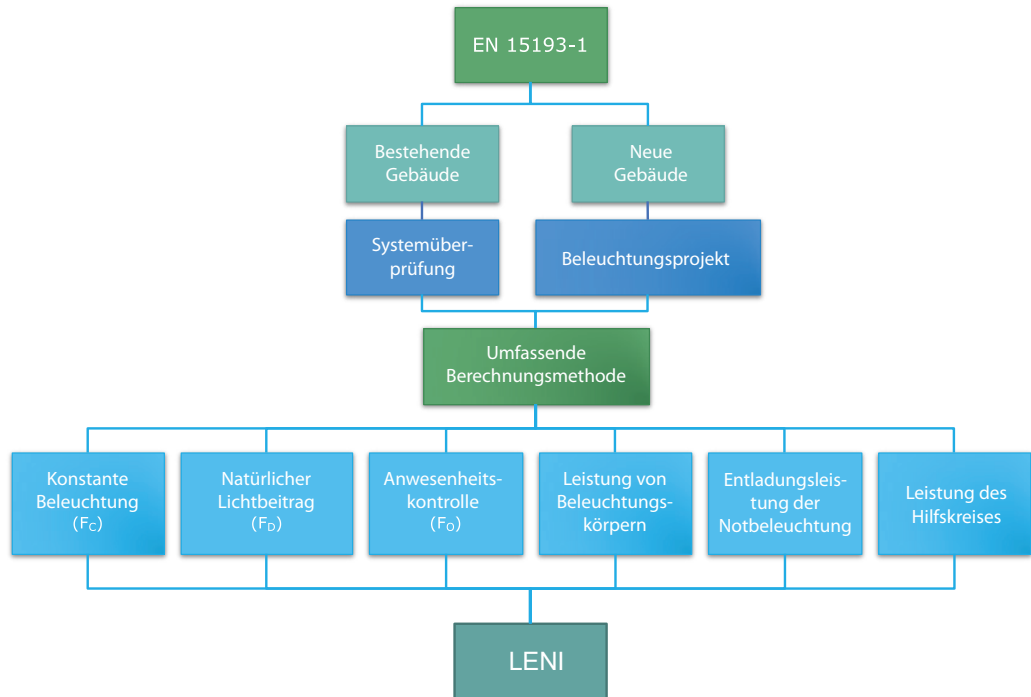 EN 15193-1
Bestehende
Gebäude
Neue
Gebäude
Systemüber-
prüfung
Beleuchtungsprojekt
Umfassende
Berechnungsmethode
Konstante
Beleuchtung
(FC)
Natürlicher
Lichtbeitrag
(FD)
Anwesenheits-
kontrolle
(FO)
Leistung von
Beleuchtungs-
körpern
Entladungsleis-
tung der
Notbeleuchtung
Leistung des
Hilfskreises
LENI